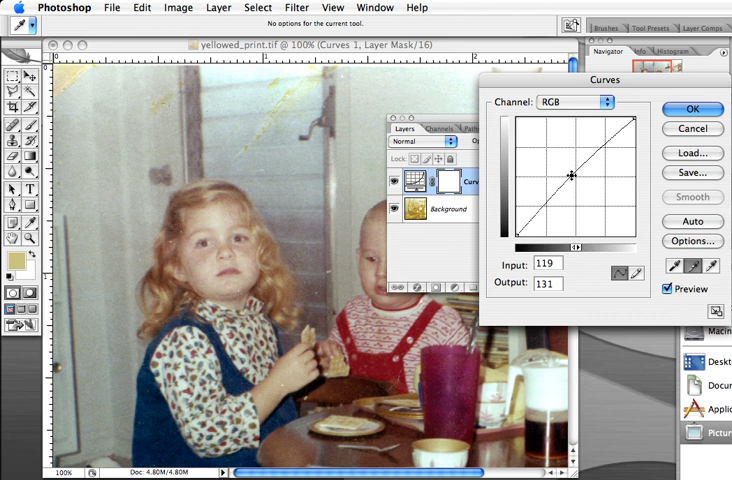 Photoshop File Edit Image Layer Select Filter View Window Help
No options for the current tool.
Brushes Tool Presets Layer Comps
yellowed_print.tif @ 100% (Curves 1, Layer Mask/16)
Navigator Info Histogram
Curves
Channel: RGB
OK
Cancel
Load...
Save...
Smooth
Auto
Options...
Input: 119
Output: 131
Preview
Layers Channels Paths
Normal
Lock:
Background
100% Doc: 4.80M/4.80M